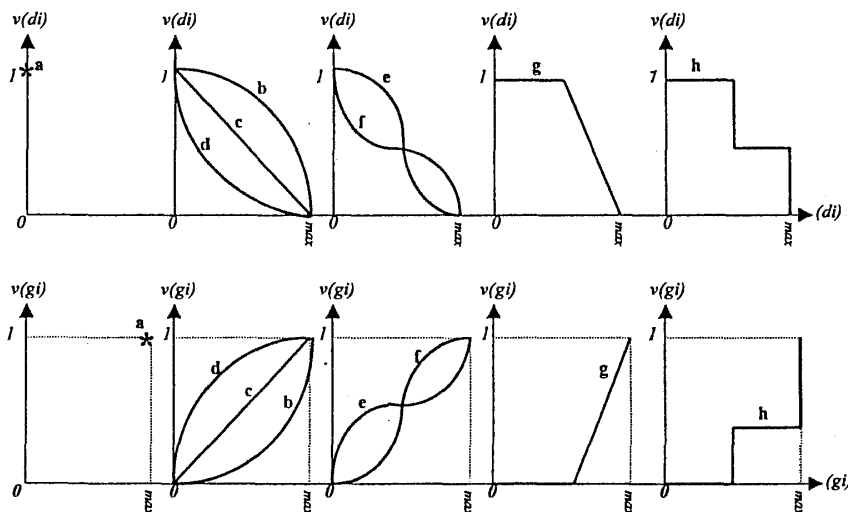 v(di) v(di) v(di) v(di) v(di)
1 a 1 b c d 1 e f 1 g 1 h
0 0 max 0 max 0 max 0 max (di)
v(gi) v(gi) v(gi) v(gi) v(gi)
1 a 1 d c b 1 f e 1 g 1 h
0 max 0 max 0 max 0 max 0 max (gi)